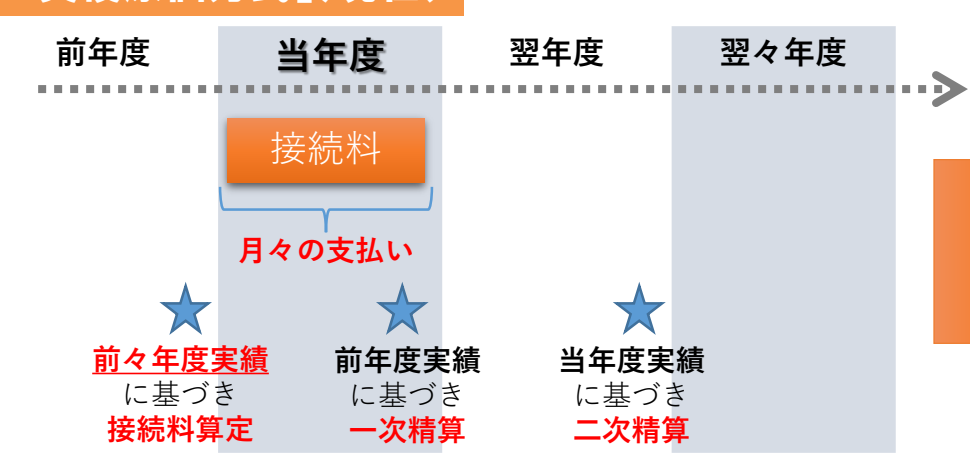 前年度
当年度
翌年度
翌々年度
接続料
月々の支払い
前々年度実績
に基づき
接続料算定
前年度実績
に基づき
一次精算
当年度実績
に基づき
二次精算